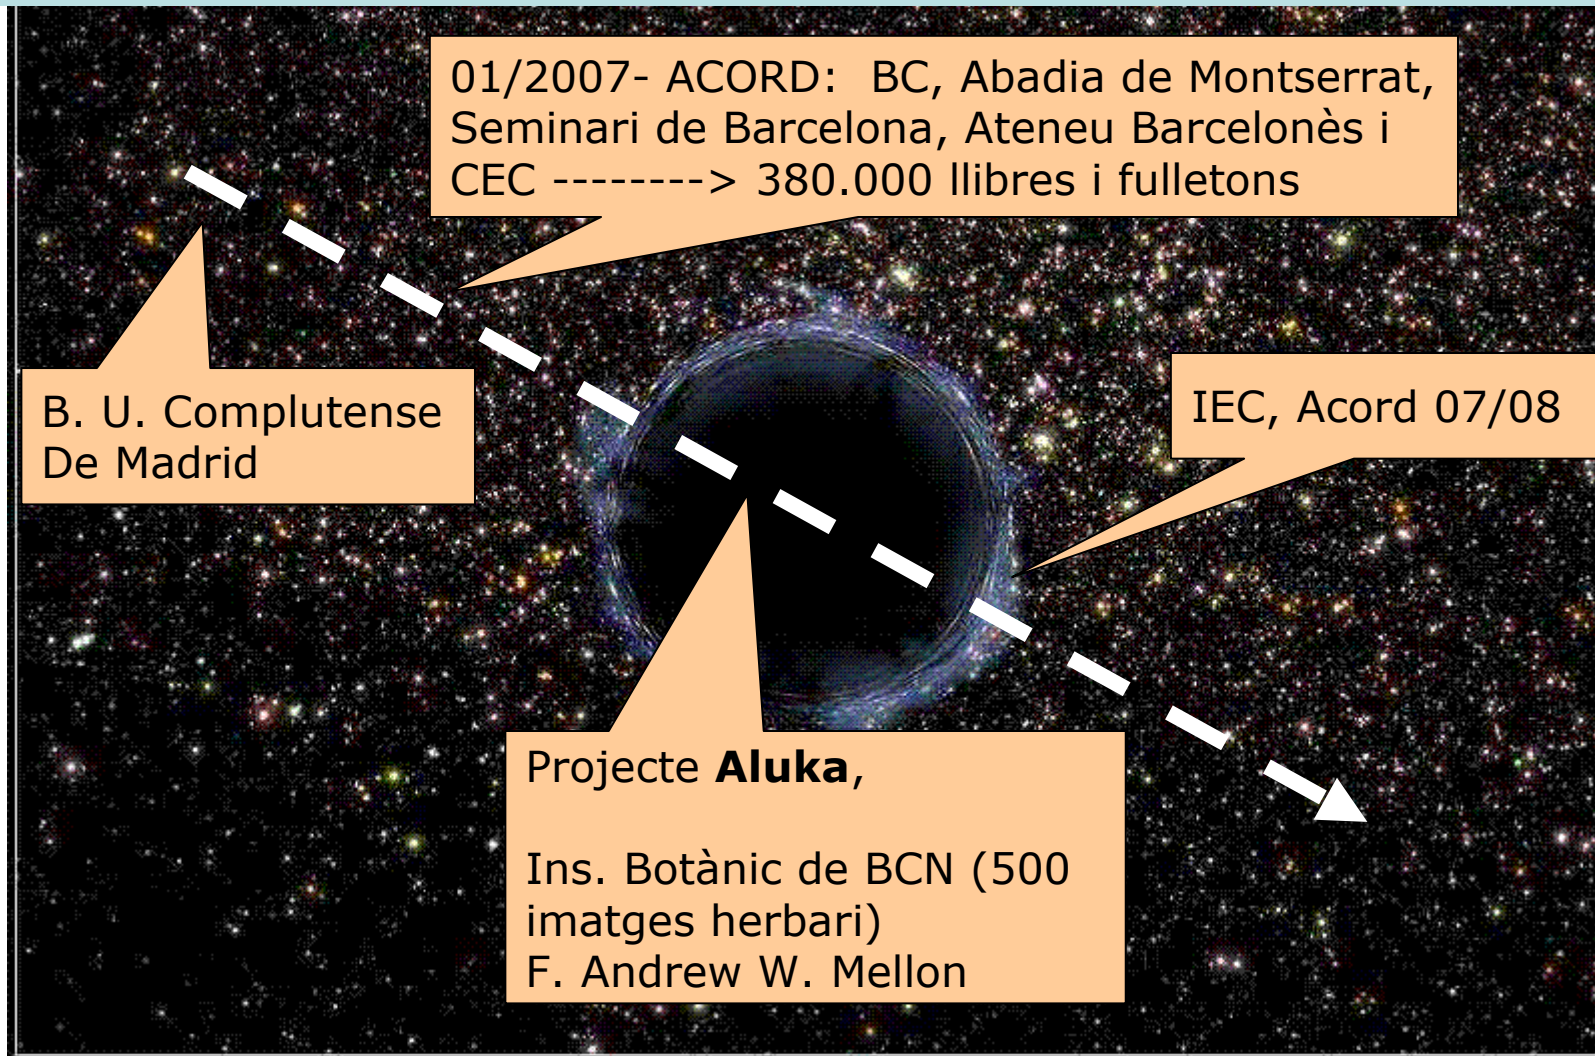 01/2007- ACORD: BC, Abadia de Montserrat,
Seminari de Barcelona, Ateneu Barcelonès i
CEC --------> 380.000 llibres i fulletons
B. U. Complutense
De Madrid
IEC, Acord 07/08
Projecte Aluka,
Ins. Botànic de BCN (500
imatges herbari)
F. Andrew W. Mellon